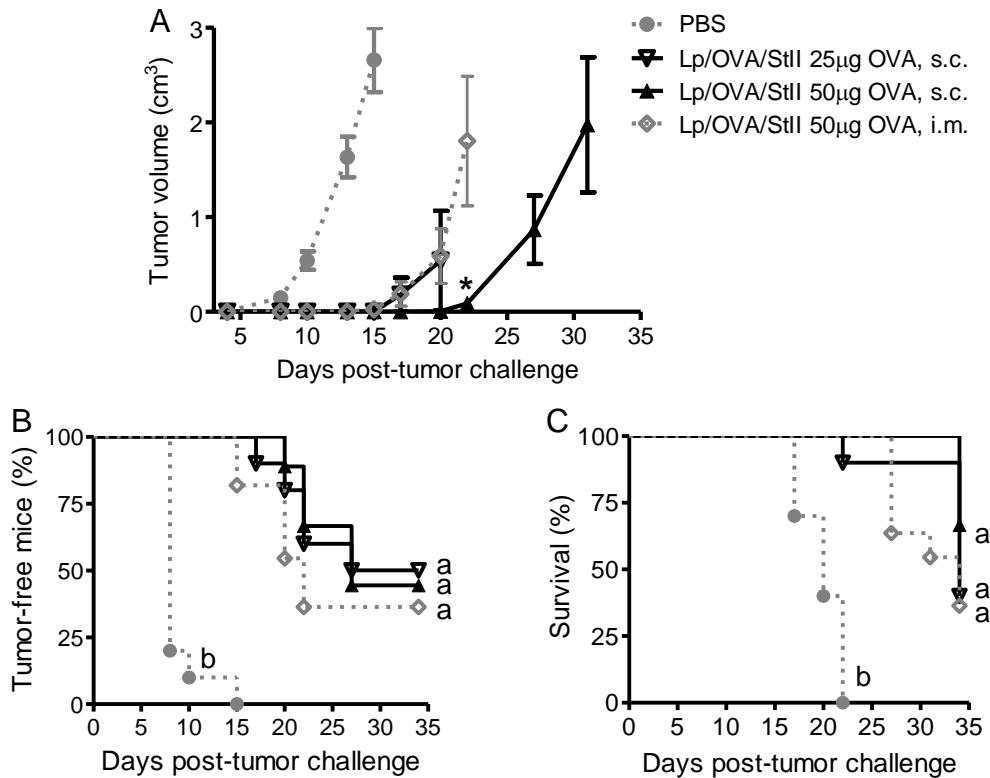 A
PBS
Lp/OVA/StII 25μg OVA, s.c.
Lp/OVA/StII 50μg OVA, s.c.
Lp/OVA/StII 50μg OVA, i.m.
Tumor volume (cm³)
3
2
1
0
*
5 10 15 20 25 30 35
Days post-tumor challenge
B
Tumor-free mice (%)
100
75
50
25
0
a
a
a
b
0 5 10 15 20 25 30 35
Days post-tumor challenge
C
Survival (%)
100
75
50
25
0
a
a
a
b
0 5 10 15 20 25 30 35
Days post-tumor challenge